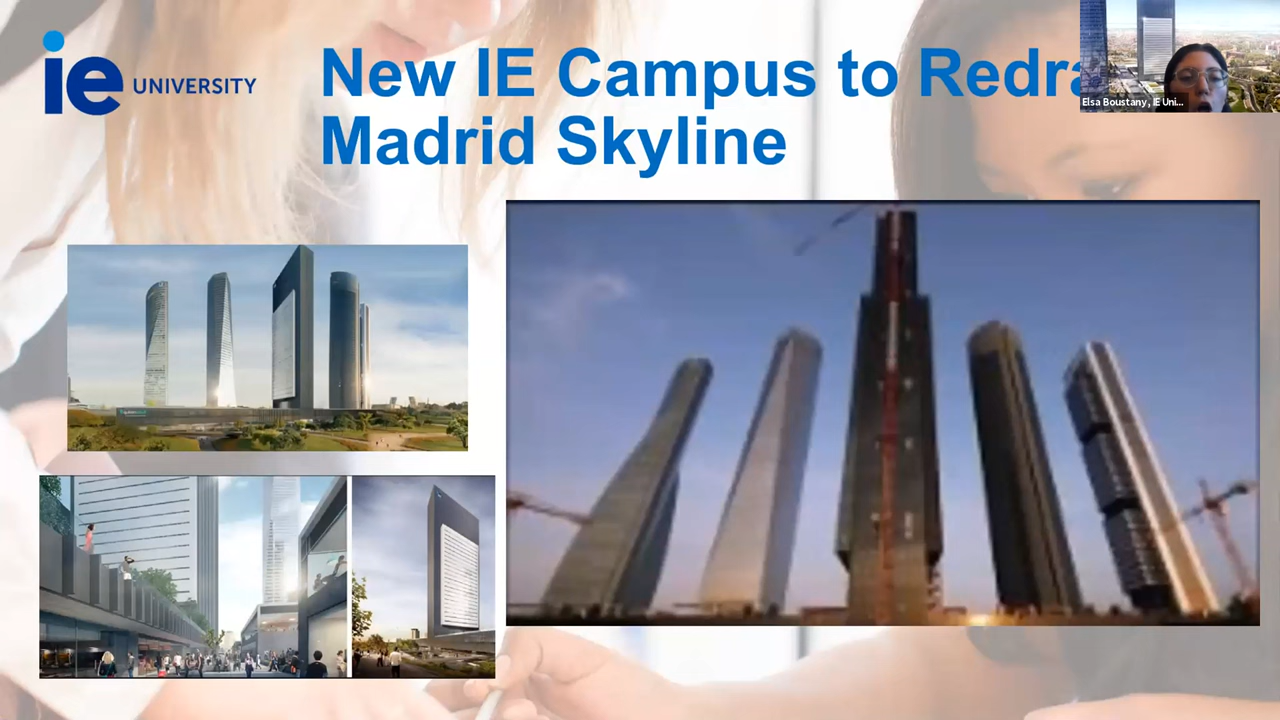 ie UNIVERSITY
New IE Campus to Redra
Madrid Skyline
Elsa Boustany, IE Uni...